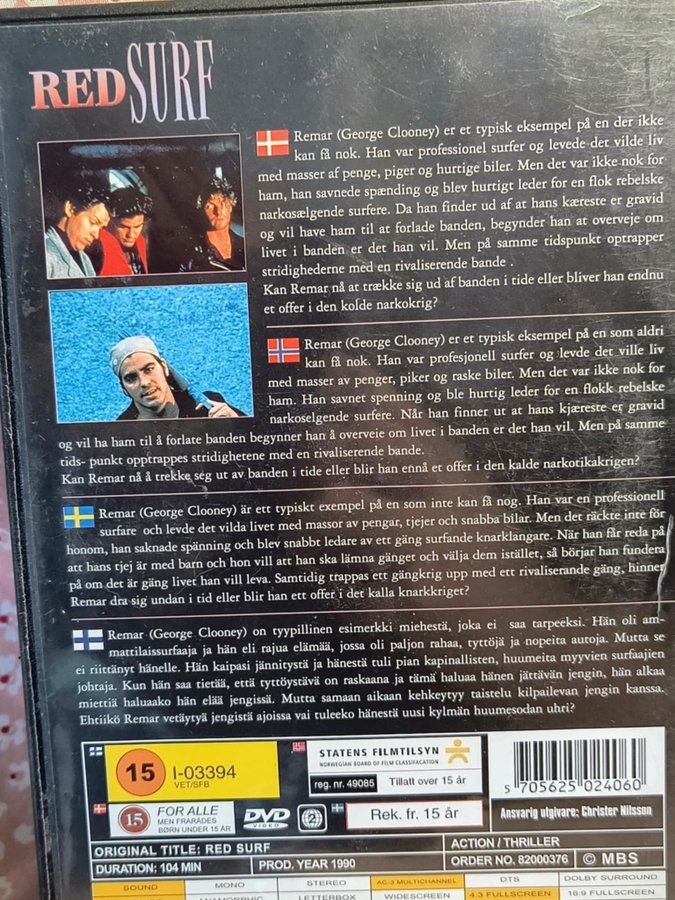 RED SURF
Remar (George Clooney) er et typisk eksempel på en der ikke
kan få nok. Han var professionel surfer og levede det vilde liv
med masser af penge, piger og hurtige biler. Men det var ikke nok for
ham, han savnede spænding og blev hurtigt leder for en flok rebelske
narkosælgende surfere. Da han finder ud af at hans kæreste er gravid
og vil have ham til at forlade banden, begynder han at overveje om
livet i banden er det han vil. Men på samme tidspunkt optrapper
stridighederne med en rivaliserende bande .
Kan Remar nå at trække sig ud af banden i tide eller bliver han endnu
et offer i den kolde narkokrig?
Remar (George Clooney) er et typisk eksempel på en som aldri
kan få nok. Han var profesjonell surfer og levde det ville liv
med masser av penger, piker og raske biler. Men det var ikke nok for
ham. Han savnet spenning og ble hurtig leder for en flokk rebelske
narkoselgende surfere. Når han finner ut at hans kjæreste er gravid
og vil ha ham til å forlate banden begynner han å overveie om livet i banden er det han vil. Men på samme
tids- punkt opptrappes stridighetene med en rivaliserende bande.
Kan Remar nå å trekke seg ut av banden i tide eller blir han ennå et offer i den kalde narkotikakrigen?
Remar (George Clooney) är ett typiskt exempel på en som inte kan få nog. Han var en professionell
surfare och levde det vilda livet med massor av pengar, tjejer och snabba bilar. Men det räckte inte för
honom, han saknade spänning och blev snabbt ledare av ett gäng surfande knarklangare. När han får reda på
att hans tjej är med barn och hon vill att han ska lämna gänget och välja dem istället, så börjar han fundera
på om det är gäng livet han vill leva. Samtidig trappas ett gängkrig upp med ett rivaliserande gäng, hinner
Remar dra sig undan i tid eller blir han ett offer i det kalla knarkkriget?
Remar (George Clooney) on tyypillinen esimerkki miehestä, joka ei saa tarpeeksi. Hän oli am-
mattilaissurfaaja ja hän eli rajua elämää, jossa oli paljon rahaa, tyttöjä ja nopeita autoja. Mutta se
ei riittänyt hänelle. Hän kaipasi jännitystä ja hänestä tuli pian kapinallisten, huumeita myyvien surfaajien
johtaja. Kun hän saa tietää, että tyttöystävä on raskaana ja tämä haluaa hänen jättävän jengin, hän alkaa
miettiä haluaako hän elää jengissä. Mutta samaan aikaan kehkeytyy taistelu kilpailevan jengin kanssa.
Ehtiikö Remar vetäytyä jengistä ajoissa vai tuleeko hänestä uusi kylmän huumesodan uhri?
15 I-03394
VET/SFB
STATENS FILMTILSYN
NORWEGIAN BOARD OF FILM CLASSIFICATION
reg. nr. 49085 Tillatt over 15 år
15 FOR ALLE
MEN FRARÅDES
BØRN UNDER 15 ÅR
DVD
VIDEO
2
Rek. fr. 15 år
5 705625 024060
Ansvarig utgivare: Christer Nilsson
ORIGINAL TITLE: RED SURF
ACTION / THRILLER
DURATION: 104 MIN PROD. YEAR 1990 ORDER NO. 82000376 © MBS
SOUND MONO STEREO AC-3 MULTICHANNEL DTS DOLBY SURROUND
LETTERBOX WIDESCREEN 4:3 FULLSCREEN 16:9 FULLSCREEN